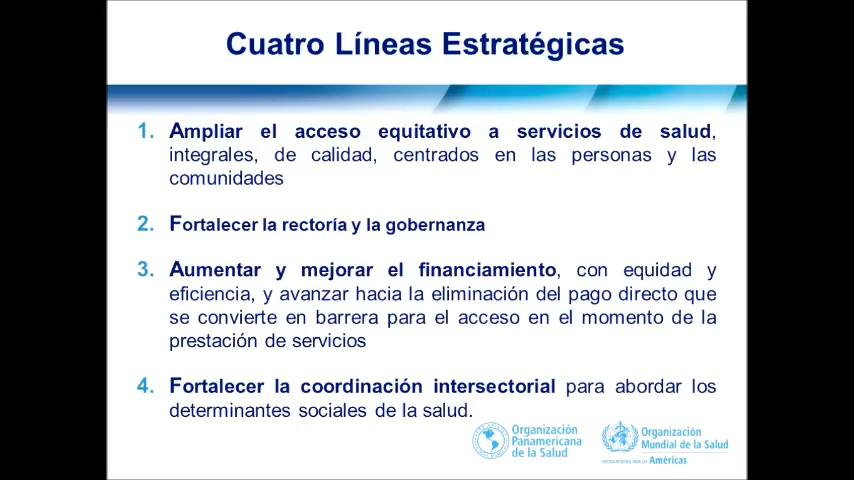 Cuatro Líneas Estratégicas
1. Ampliar el acceso equitativo a servicios de salud,
integrales, de calidad, centrados en las personas y las
comunidades
2. Fortalecer la rectoría y la gobernanza
3. Aumentar y mejorar el financiamiento, con equidad y
eficiencia, y avanzar hacia la eliminación del pago directo que
se convierte en barrera para el acceso en el momento de la
prestación de servicios
4. Fortalecer la coordinación intersectorial para abordar los
determinantes sociales de la salud.
Organización
Panamericana
de la Salud
Organización
Mundial de la Salud
Américas